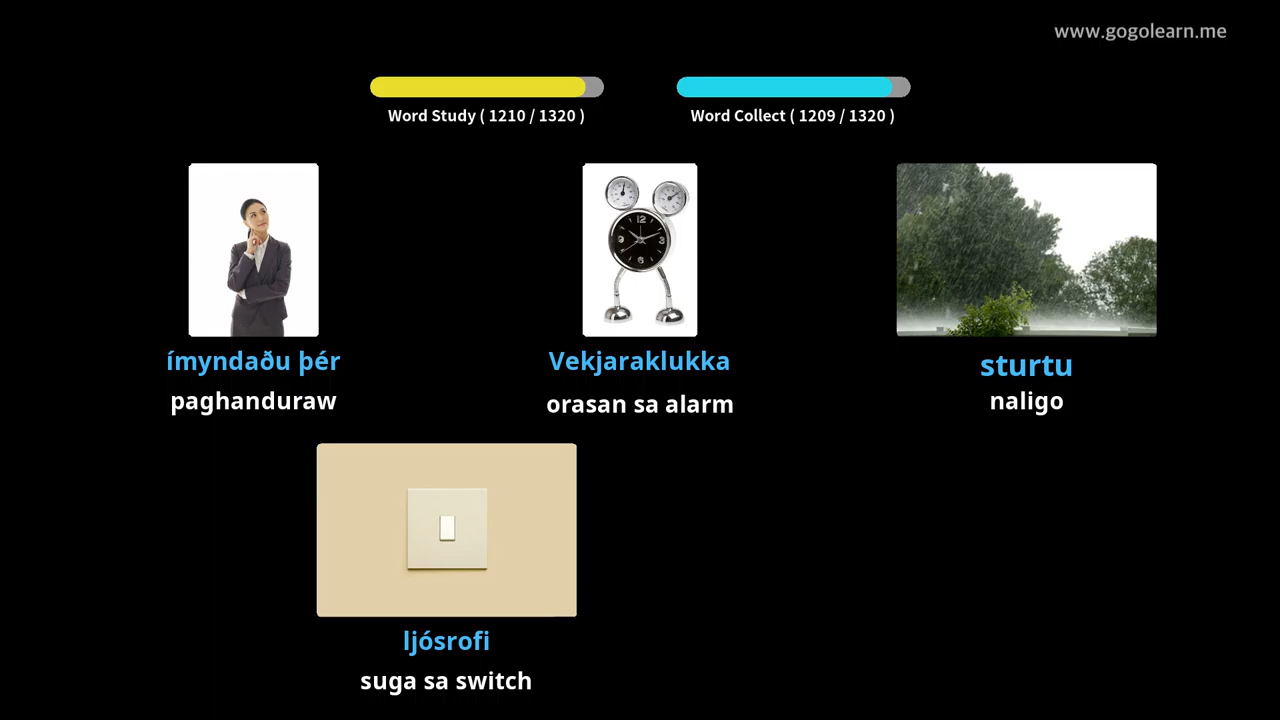 www.gogolearn.me
Word Study ( 1210 / 1320 )
Word Collect ( 1209 / 1320 )
ímyndaðu þér
paghanduraw
Vekjaraklukka
orasan sa alarm
sturtu
naligo
ljósrofi
suga sa switch